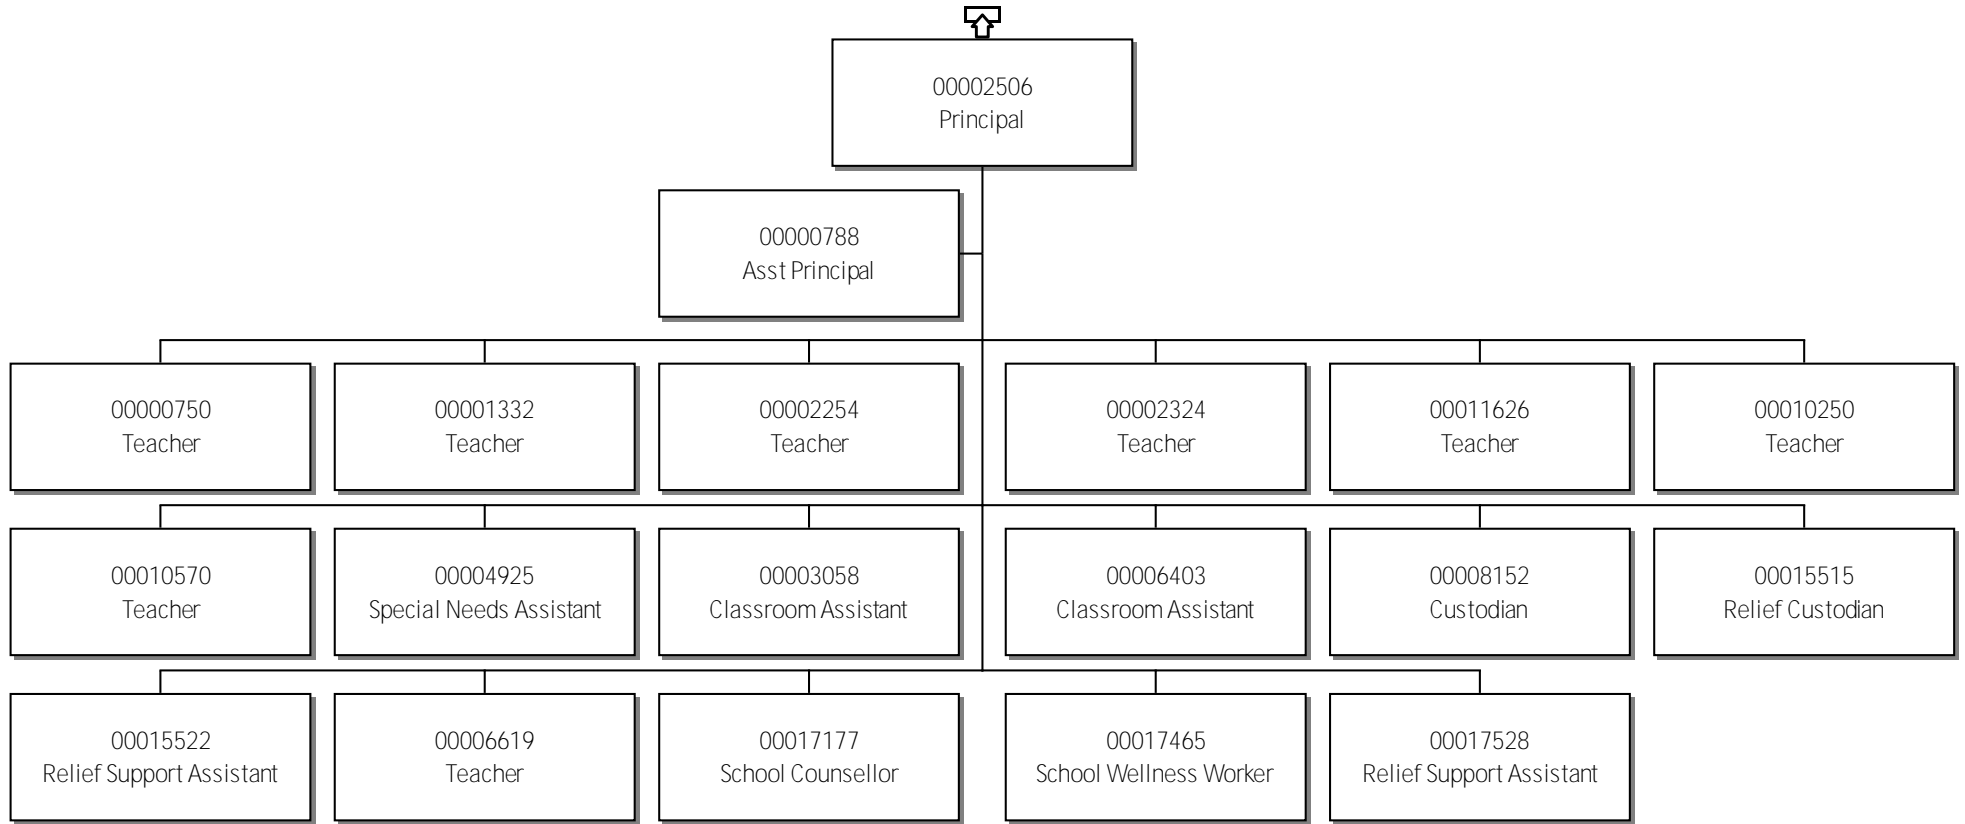 00002506
Principal
00000788
Asst Principal
00000750
Teacher
00001332
Teacher
00002254
Teacher
00002324
Teacher
00011626
Teacher
00010250
Teacher
00010570
Teacher
00004925
Special Needs Assistant
00003058
Classroom Assistant
00006403
Classroom Assistant
00008152
Custodian
00015515
Relief Custodian
00015522
Relief Support Assistant
00006619
Teacher
00017177
School Counsellor
00017465
School Wellness Worker
00017528
Relief Support Assistant